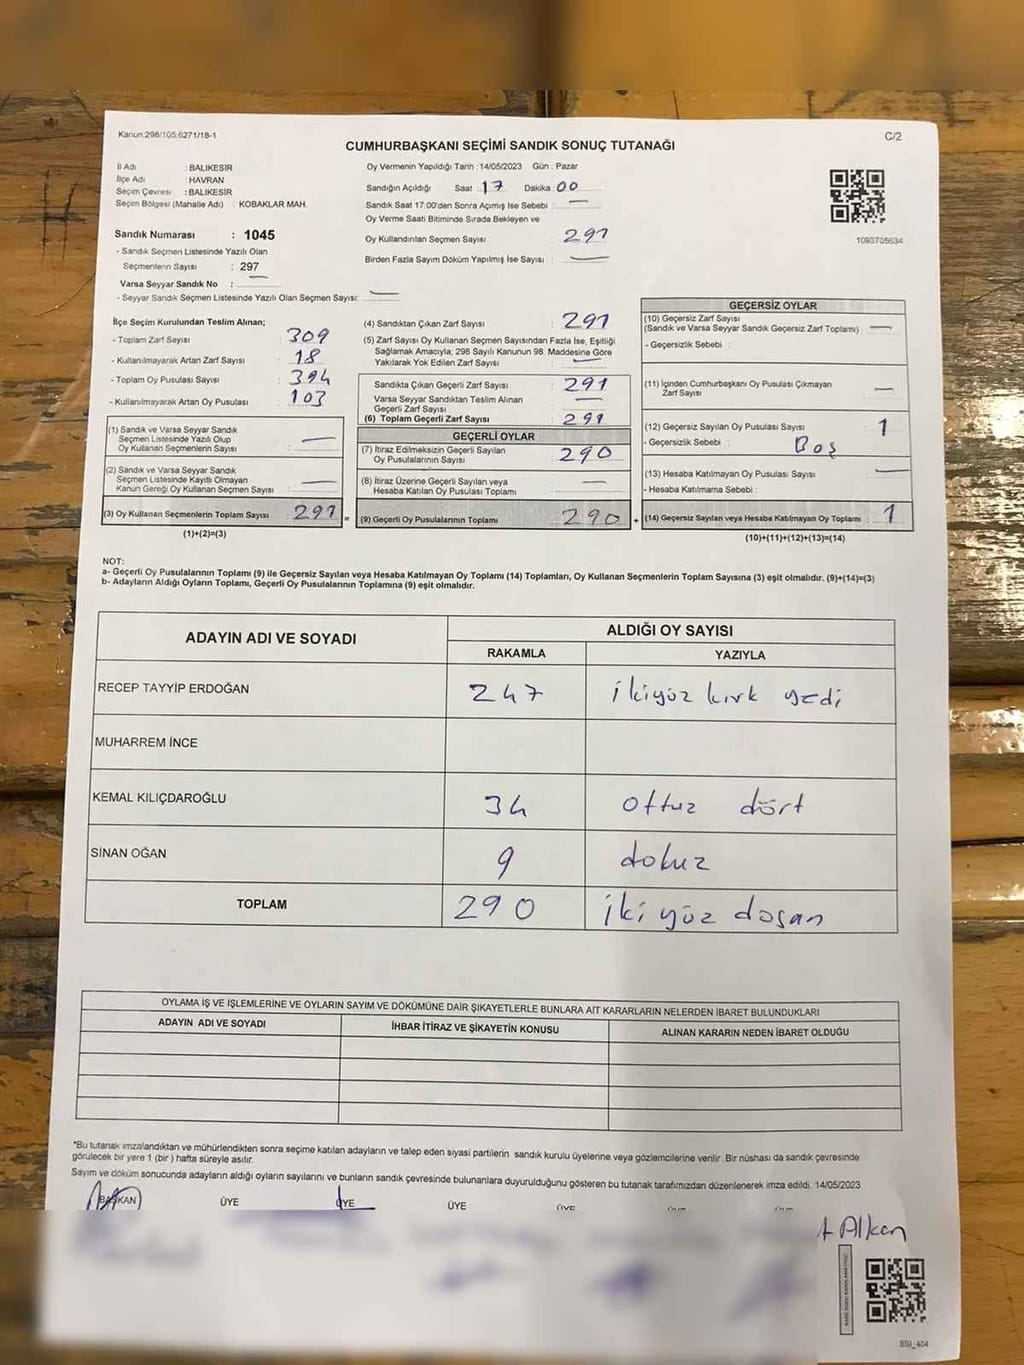 Kanun:298/105;6271/18-1
C/2
CUMHURBAŞKANI SEÇİMİ SANDIK SONUÇ TUTANAĞI
İl Adı : BALIKESİR
İlçe Adı : HAVRAN
Seçim Çevresi : BALIKESİR
Seçim Bölgesi (Mahalle Adı) : KOBAKLAR MAH.
Sandık Numarası : 1045
- Sandık Seçmen Listesinde Yazılı Olan
Seçmenlerin Sayısı : 297
Varsa Seyyar Sandık No : —
- Seyyar Sandık Seçmen Listesinde Yazılı Olan Seçmen Sayısı: —
Oy Vermenin Yapıldığı Tarih :14/05/2023 Gün : Pazar
Sandığın Açıldığı Saat 17 Dakika:00
Sandık Saat 17.00'den Sonra Açılmış İse Sebebi : —
Oy Verme Saati Bitiminde Sırada Bekleyen ve
Oy Kullandırılan Seçmen Sayısı : 291
Birden Fazla Sayım Döküm Yapılmış İse Sayısı : —
1093705634
İlçe Seçim Kurulundan Teslim Alınan;
- Toplam Zarf Sayısı : 309
- Kullanılmayarak Artan Zarf Sayısı : 18
- Toplam Oy Pusulası Sayısı : 394
- Kullanılmayarak Artan Oy Pusulası : 103
(1) Sandık ve Varsa Seyyar Sandık
Seçmen Listesinde Yazılı Olup
Oy Kullanan Seçmenlerin Sayısı : —
(2) Sandık ve Varsa Seyyar Sandık
Seçmen Listesinde Kayıtlı Olmayan
Kanun Gereği Oy Kullanan Seçmen Sayısı : —
(3) Oy Kullanan Seçmenlerin Toplam Sayısı : 291 =
(1)+(2)=(3)
(4) Sandıktan Çıkan Zarf Sayısı : 291
(5) Zarf Sayısı Oy Kullanan Seçmen Sayısından Fazla İse, Eşitliği
Sağlamak Amacıyla, 298 Sayılı Kanunun 98. Maddesine Göre
Yakılarak Yok Edilen Zarf Sayısı : —
Sandıkta Çıkan Geçerli Zarf Sayısı : 291
Varsa Seyyar Sandıktan Teslim Alınan
Geçerli Zarf Sayısı : —
(6) Toplam Geçerli Zarf Sayısı : 291
GEÇERLİ OYLAR
(7) İtiraz Edilmeksizin Geçerli Sayılan
Oy Pusulalarının Sayısı : 290
(8) İtiraz Üzerine Geçerli Sayılan veya
Hesaba Katılan Oy Pusulası Toplamı : —
(9) Geçerli Oy Pusulalarının Toplamı : 290 +
GEÇERSİZ OYLAR
(10) Geçersiz Zarf Sayısı
(Sandık ve Varsa Seyyar Sandık Geçersiz Zarf Toplamı) : —
- Geçersizlik Sebebi :
(11) İçinden Cumhurbaşkanı Oy Pusulası Çıkmayan
Zarf Sayısı : —
(12) Geçersiz Sayılan Oy Pusulası Sayısı : 1
- Geçersizlik Sebebi : Boş
(13) Hesaba Katılmayan Oy Pusulası Sayısı : —
- Hesaba Katılmama Sebebi :
(14) Geçersiz Sayılan veya Hesaba Katılmayan Oy Toplamı : 1
(10)+(11)+(12)+(13)=(14)
NOT:
a- Geçerli Oy Pusulalarının Toplamı (9) ile Geçersiz Sayılan veya Hesaba Katılmayan Oy Toplamı (14) Toplamları, Oy Kullanan Seçmenlerin Toplam Sayısına (3) eşit olmalıdır. (9)+(14)=(3)
b- Adayların Aldığı Oyların Toplamı, Geçerli Oy Pusulalarının Toplamına (9) eşit olmalıdır.
ADAYIN ADI VE SOYADI
ALDIĞI OY SAYISI
RAKAMLA YAZIYLA
RECEP TAYYİP ERDOĞAN 247 ikiyüz kırk yedi
MUHARREM İNCE
KEMAL KILIÇDAROĞLU 34 ottuz dört
SİNAN OĞAN 9 dokuz
TOPLAM 290 iki yüz doşan
OYLAMA İŞ VE İŞLEMLERİNE VE OYLARIN SAYIM VE DÖKÜMÜNE DAİR ŞİKAYETLERLE BUNLARA AİT KARARLARIN NELERDEN İBARET BULUNDUKLARI
ADAYIN ADI VE SOYADI İHBAR İTİRAZ VE ŞİKAYETİN KONUSU ALINAN KARARIN NEDEN İBARET OLDUĞU
*Bu tutanak imzalandıktan ve mühürlendikten sonra seçime katılan adayların ve talep eden siyasi partilerin sandık kurulu üyelerine veya gözlemcilerine verilir. Bir nüshası da sandık çevresinde
görülecek bir yere 1 (bir) hafta süreyle asılır.
Sayım ve döküm sonucunda adayların aldığı oyların sayılarını ve bunların sandık çevresinde bulunanlara duyurulduğunu gösteren bu tutanak tarafımızdan düzenlenerek imza edildi. 14/05/2023
BAŞKAN ÜYE ÜYE ÜYE ÜYE
Alkan